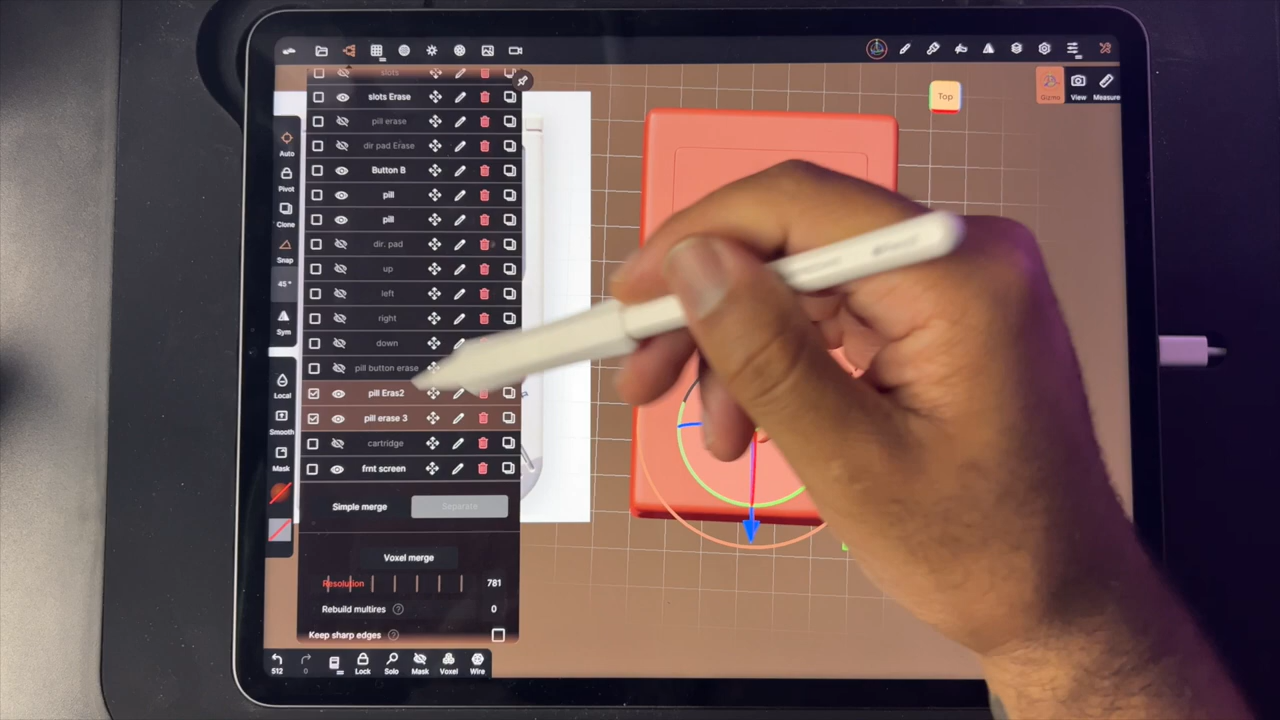 slots
slots Erase
pill erase
dir pad Erase
Button B
pill
pill
dir. pad
up
left
right
down
pill button erase
pill Eras2
pill erase 3
cartridge
frnt screen
Simple merge Separate
Voxel merge
Resolution 781
Rebuild multires ? 0
Keep sharp edges ?
Auto
Pivot
Clone
Snap
45°
Sym
Local
Smooth
Mask
512 0 Lock Solo Mask Voxel Wire
Top
Gizmo View Measure